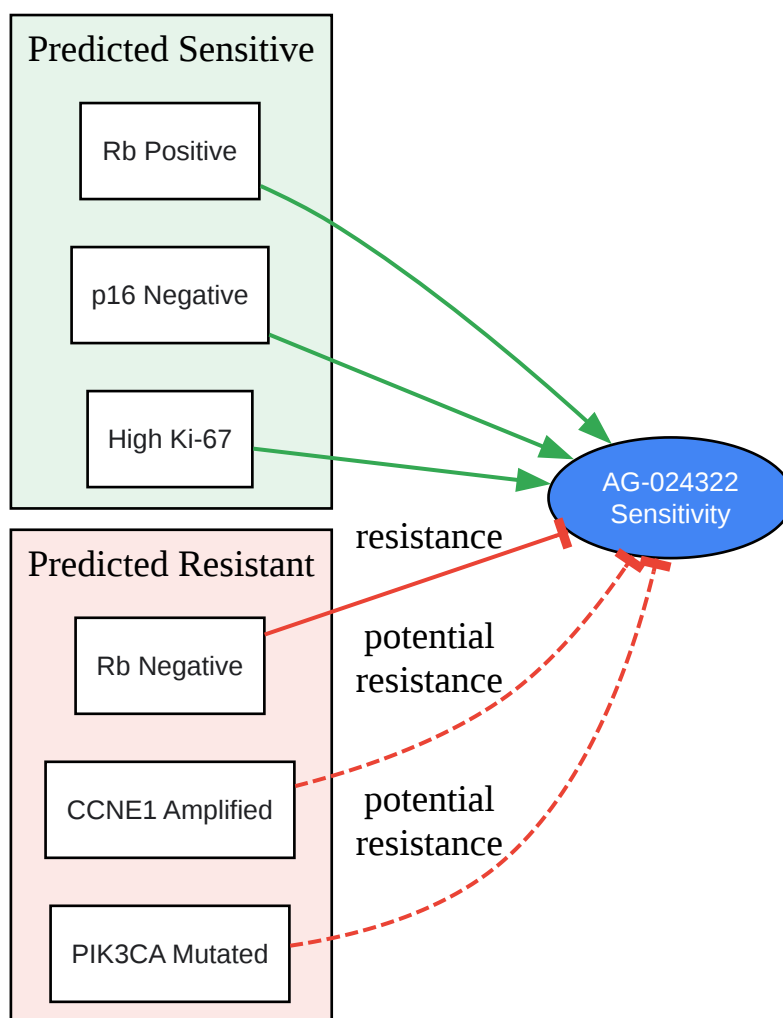 Predicted Sensitive
Rb Positive
p16 Negative
High Ki-67
AG-024322
Sensitivity
Predicted Resistant
resistance
Rb Negative
potential
resistance
CCNE1 Amplified
potential
resistance
PIK3CA Mutated